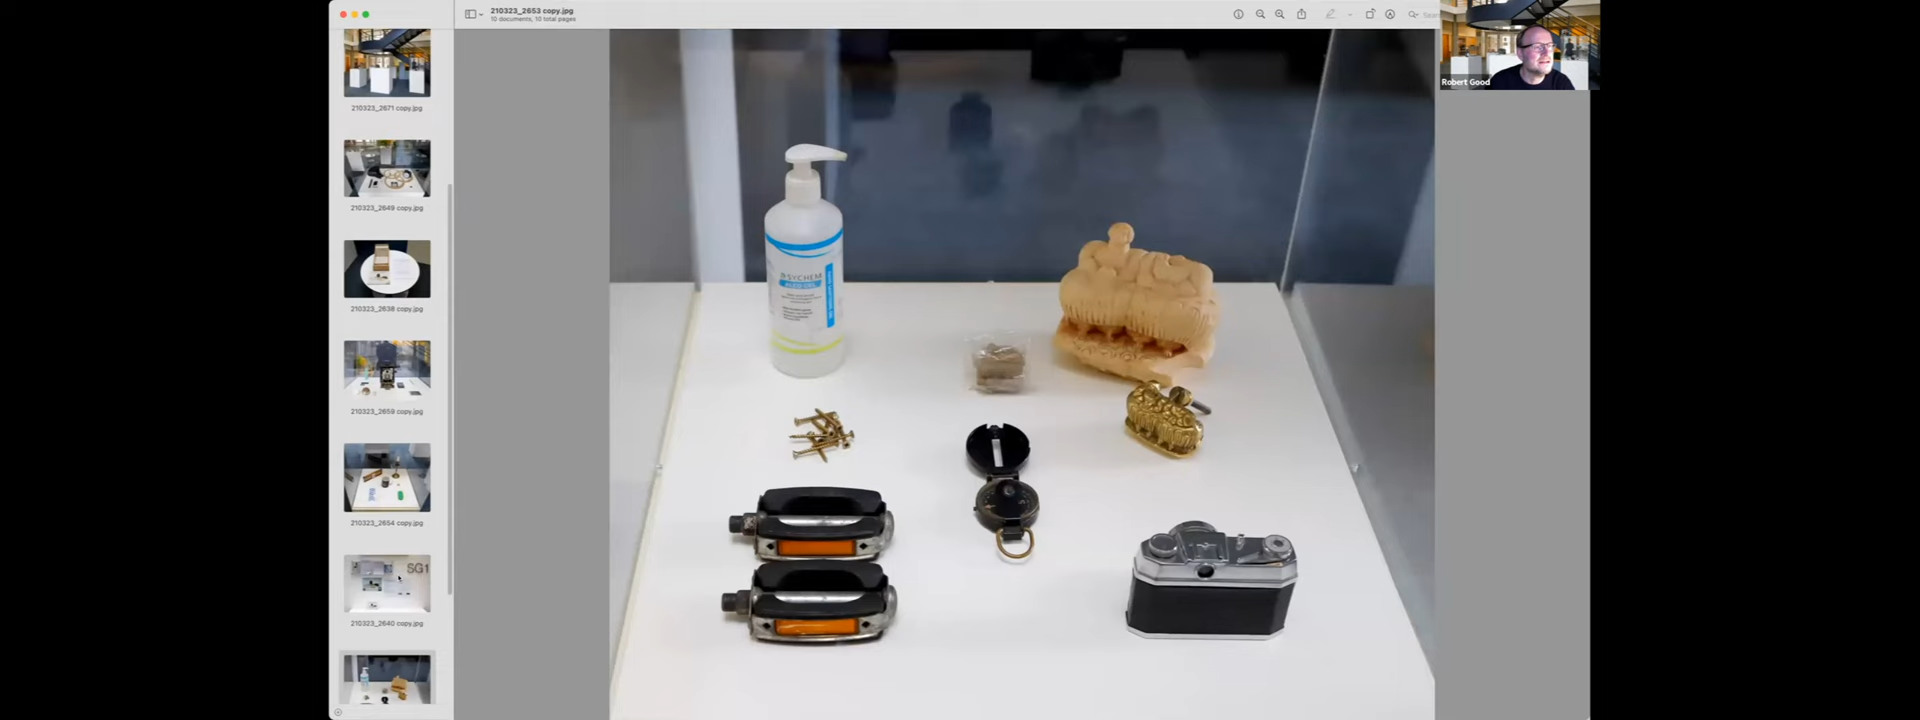 210323_2653 copy.jpg
10 documents, 10 total pages
210323_2671 copy.jpg
210323_2649 copy.jpg
210323_2638 copy.jpg
210323_2659 copy.jpg
210323_2654 copy.jpg
SG1
210323_2640 copy.jpg
SYCHEM
Robert Good